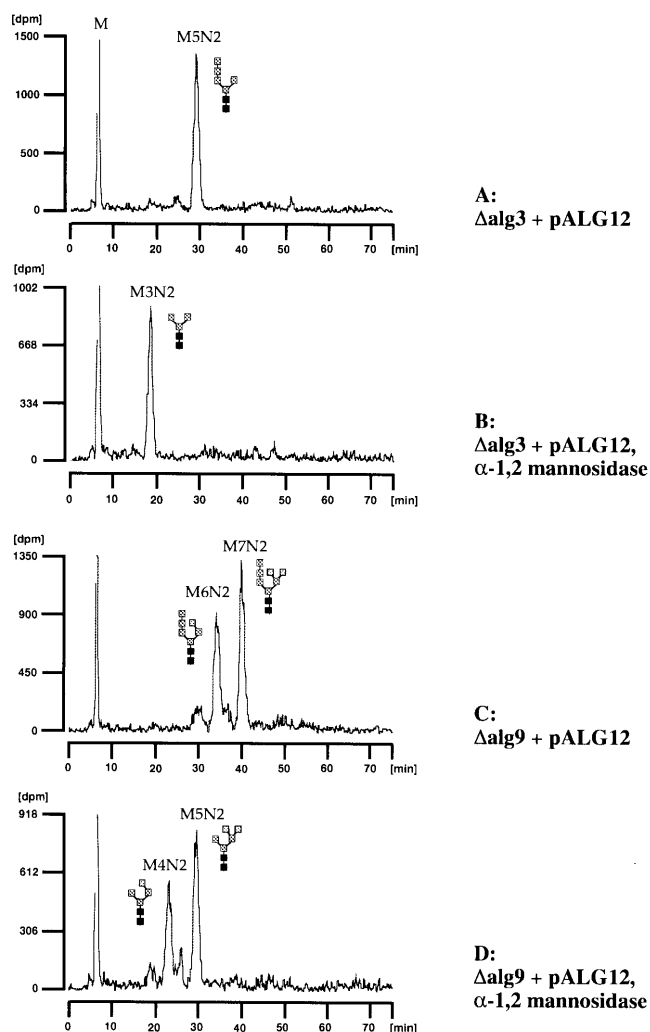 [dpm]
M
M5N2
1500
1000
500
0
0 10 20 30 40 50 60 70 [min]
A:
Δalg3 + pALG12
[dpm]
M3N2
1002
668
334
0
0 10 20 30 40 50 60 70 [min]
B:
Δalg3 + pALG12,
α-1,2 mannosidase
[dpm]
M7N2
M6N2
1350
900
450
0
0 10 20 30 40 50 60 70 [min]
C:
Δalg9 + pALG12
[dpm]
M5N2
M4N2
918
612
306
0
0 10 20 30 40 50 60 70 [min]
D:
Δalg9 + pALG12,
α-1,2 mannosidase